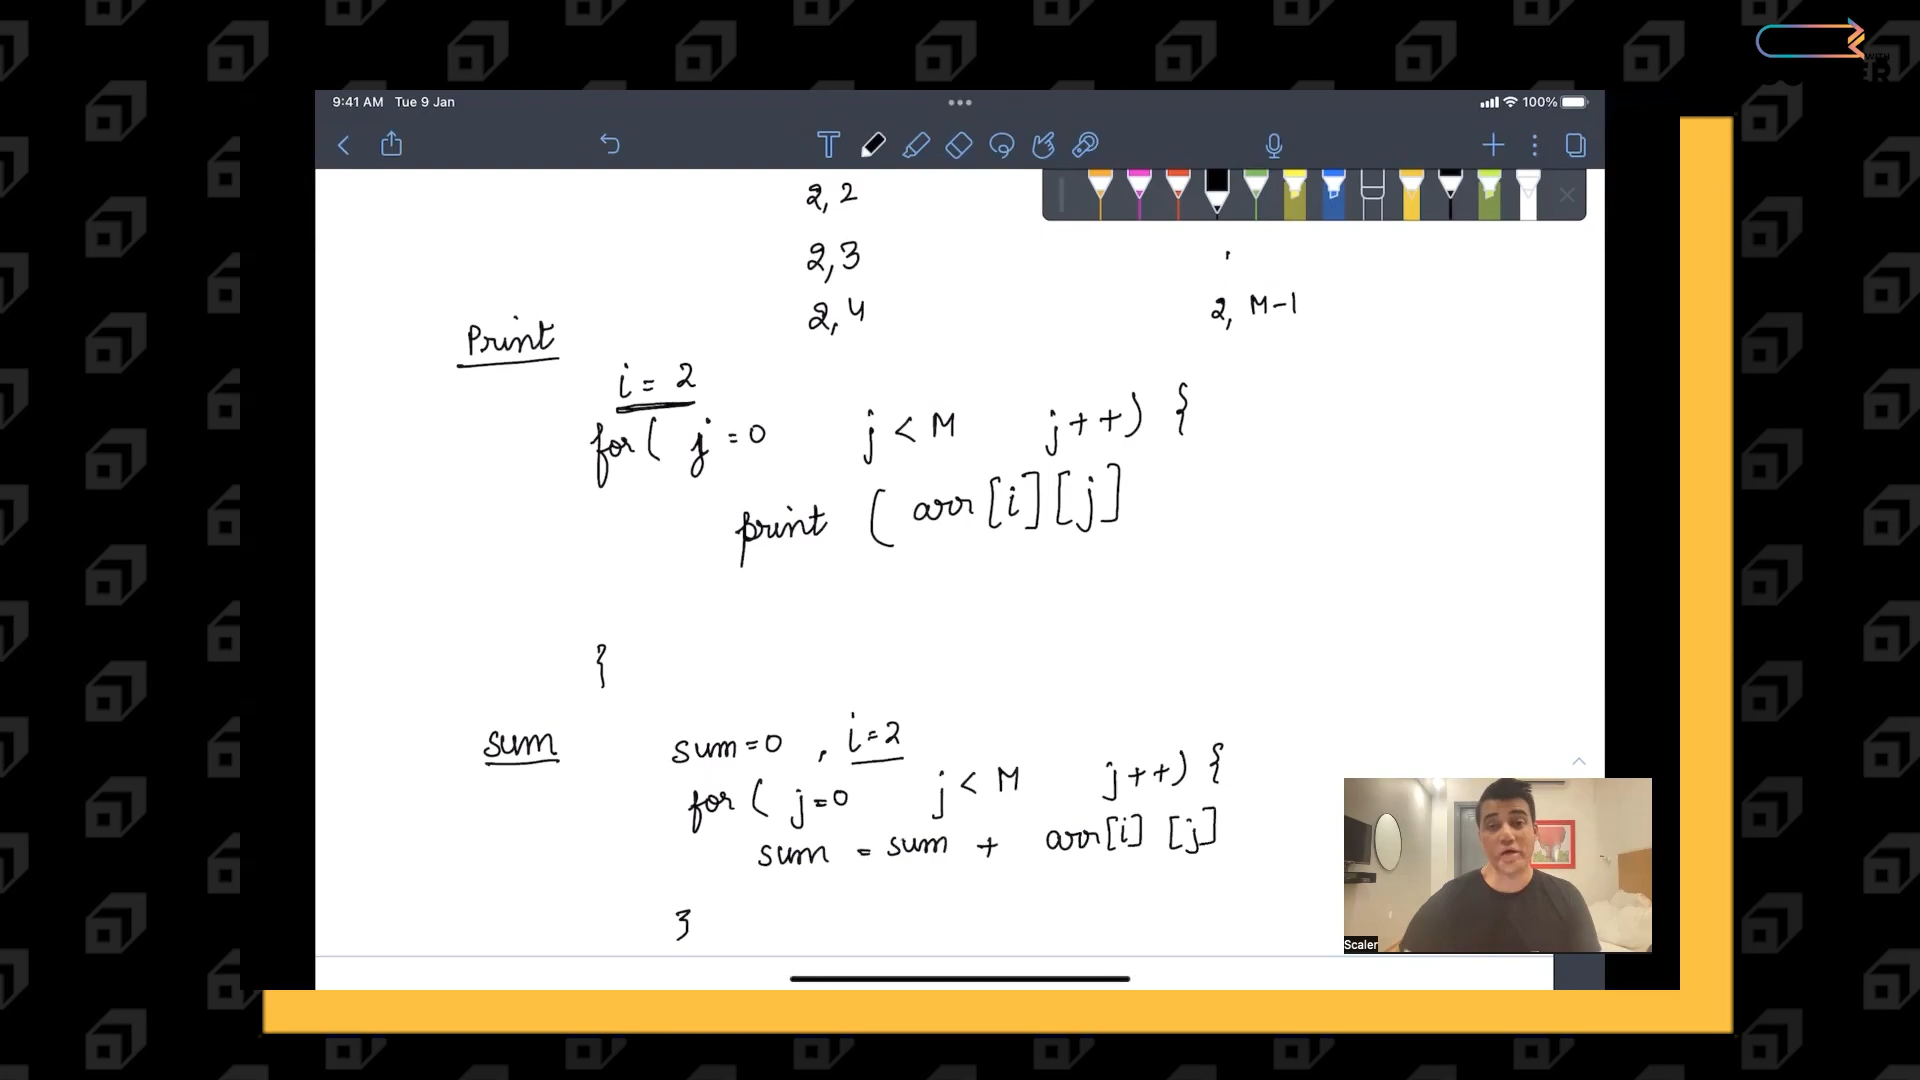 9:41 AM Tue 9 Jan
100%
2, 2
2, 3
2, 4
2, M-1
Print
i = 2
for ( j = 0 j < M j++) {
print ( arr[i][j]
}
sum
sum = 0 , i = 2
for ( j = 0 j < M j++) {
sum = sum + arr[i] [j]
}
Scaler